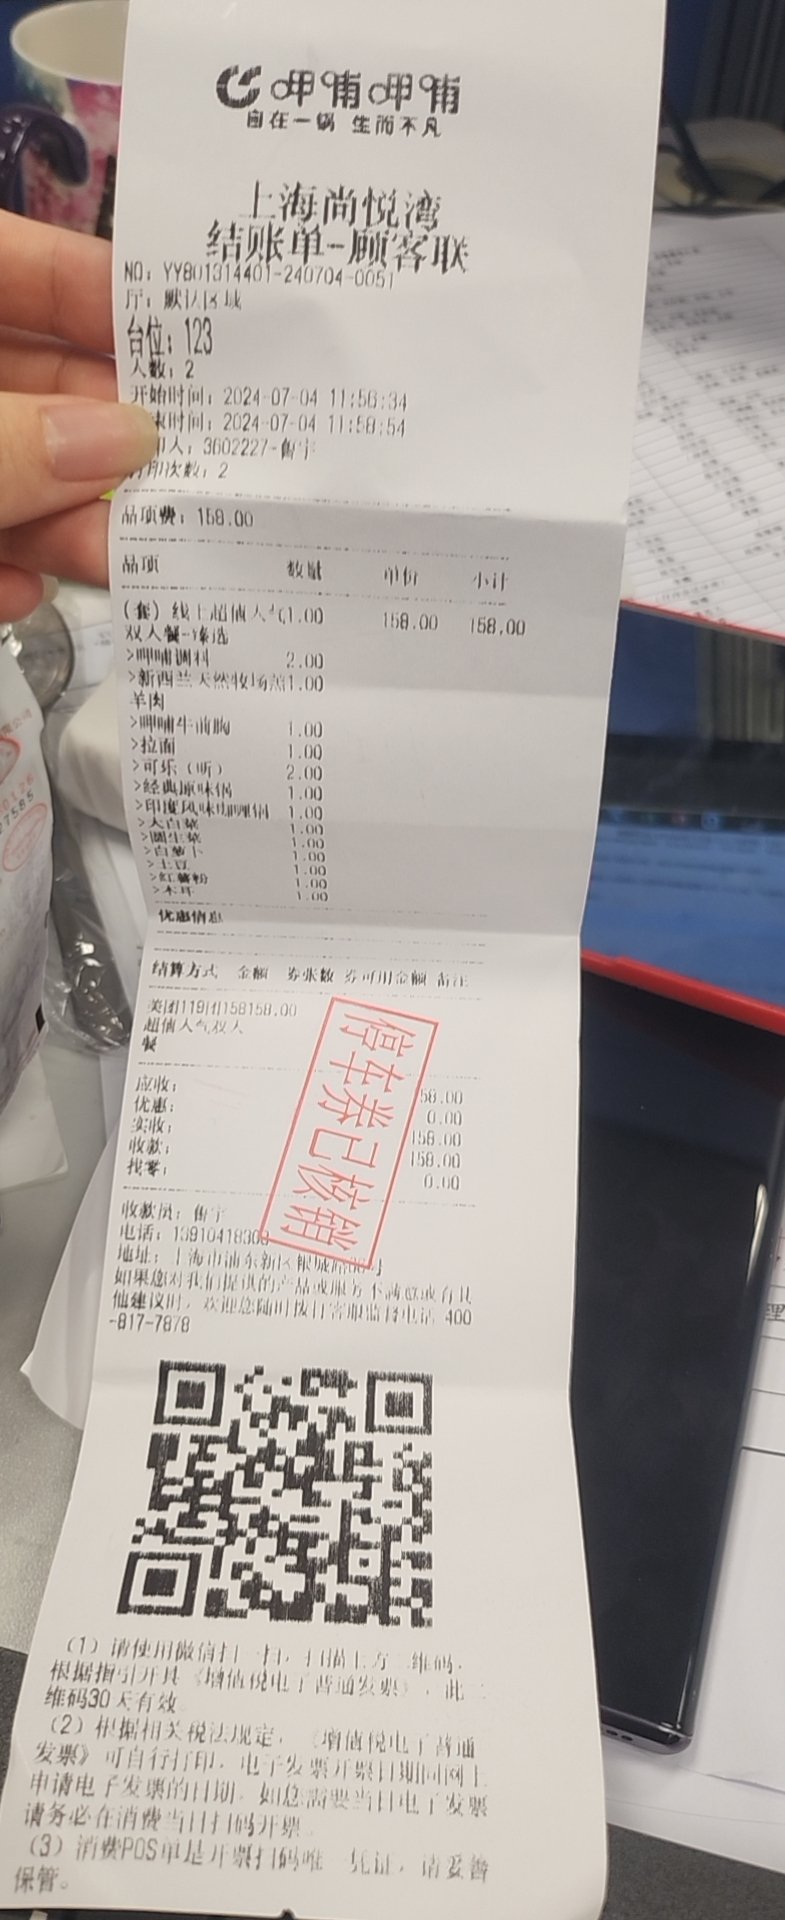 呷哺呷哺
自在一锅 生而不凡
上海尚悦湾
结账单-顾客联
NO: YY801314401-240704-0051
厅: 默认区域
台位: 123
人数: 2
开始时间: 2024-07-04 11:56:34
束时间: 2024-07-04 11:58:54
印人: 3602227-
打印次数: 2
品项费: 158.00
品项 数量 单价 小计
(套) 线上超值人气1.00 158.00 158.00
双人餐-臻选
>呷哺调料 2.00
>新西兰天然牧场羔1.00
羊肉
>呷哺牛前胸 1.00
>拉面 1.00
>可乐（听） 2.00
>经典原味锅 1.00
>印度风味咖喱锅 1.00
>大白菜 1.00
>圆生菜 1.00
>白萝卜 1.00
>土豆 1.00
>红薯粉 1.00
>木耳 1.00
优惠信息
结算方式 金额 券张数 券可用金额 备注
美团119团158158.00
超值人气双人
餐
停车券已核销
应收: 58.00
优惠: 0.00
实收: 158.00
收款: 158.00
找零: 0.00
收款员:
电话: 1391041830
地址: 上海市浦东新区银城路
如果您对我们提供的产品或服务不满意或有其
他建议时, 欢迎您随时拨打客服监督电话 400
-817-7878
(1) 请使用微信扫一扫, 扫描上方二维码,
根据指引开具《增值税电子普通发票》, 此二
维码30天有效。
(2) 根据相关税法规定, 《增值税电子普通
发票》可自行打印, 电子发票开票日期同网上
申请电子发票的日期, 如您需要当日电子发票
请务必在消费当日扫码开票。
(3) 消费POS单是开票扫码唯一凭证, 请妥善
保管。